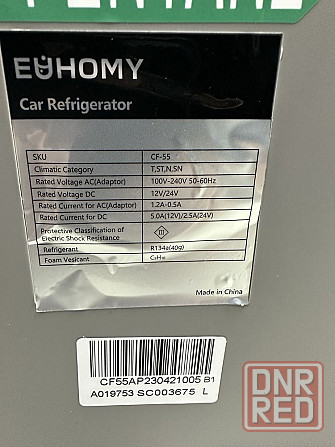 PENTANE
EUHOMY
Car Refrigerator
SKU CF-55
Climatic Category T,ST,N,SN
Rated Voltage AC(Adaptor) 100V-240V 50-60Hz
Rated Voltage DC 12V/24V
Rated Current for AC(Adaptor) 1.2A-0.5A
Rated Current for DC 5.0A(12V)/2.5A(24V)
Protective Classification of
Electric Shock Resistance III
Refrigerant R134a(40g)
Foam Vesicant C₅H₁₀
Made in China
CF55AP230421005 B1
A019753 SC003675 L
DNR
RED